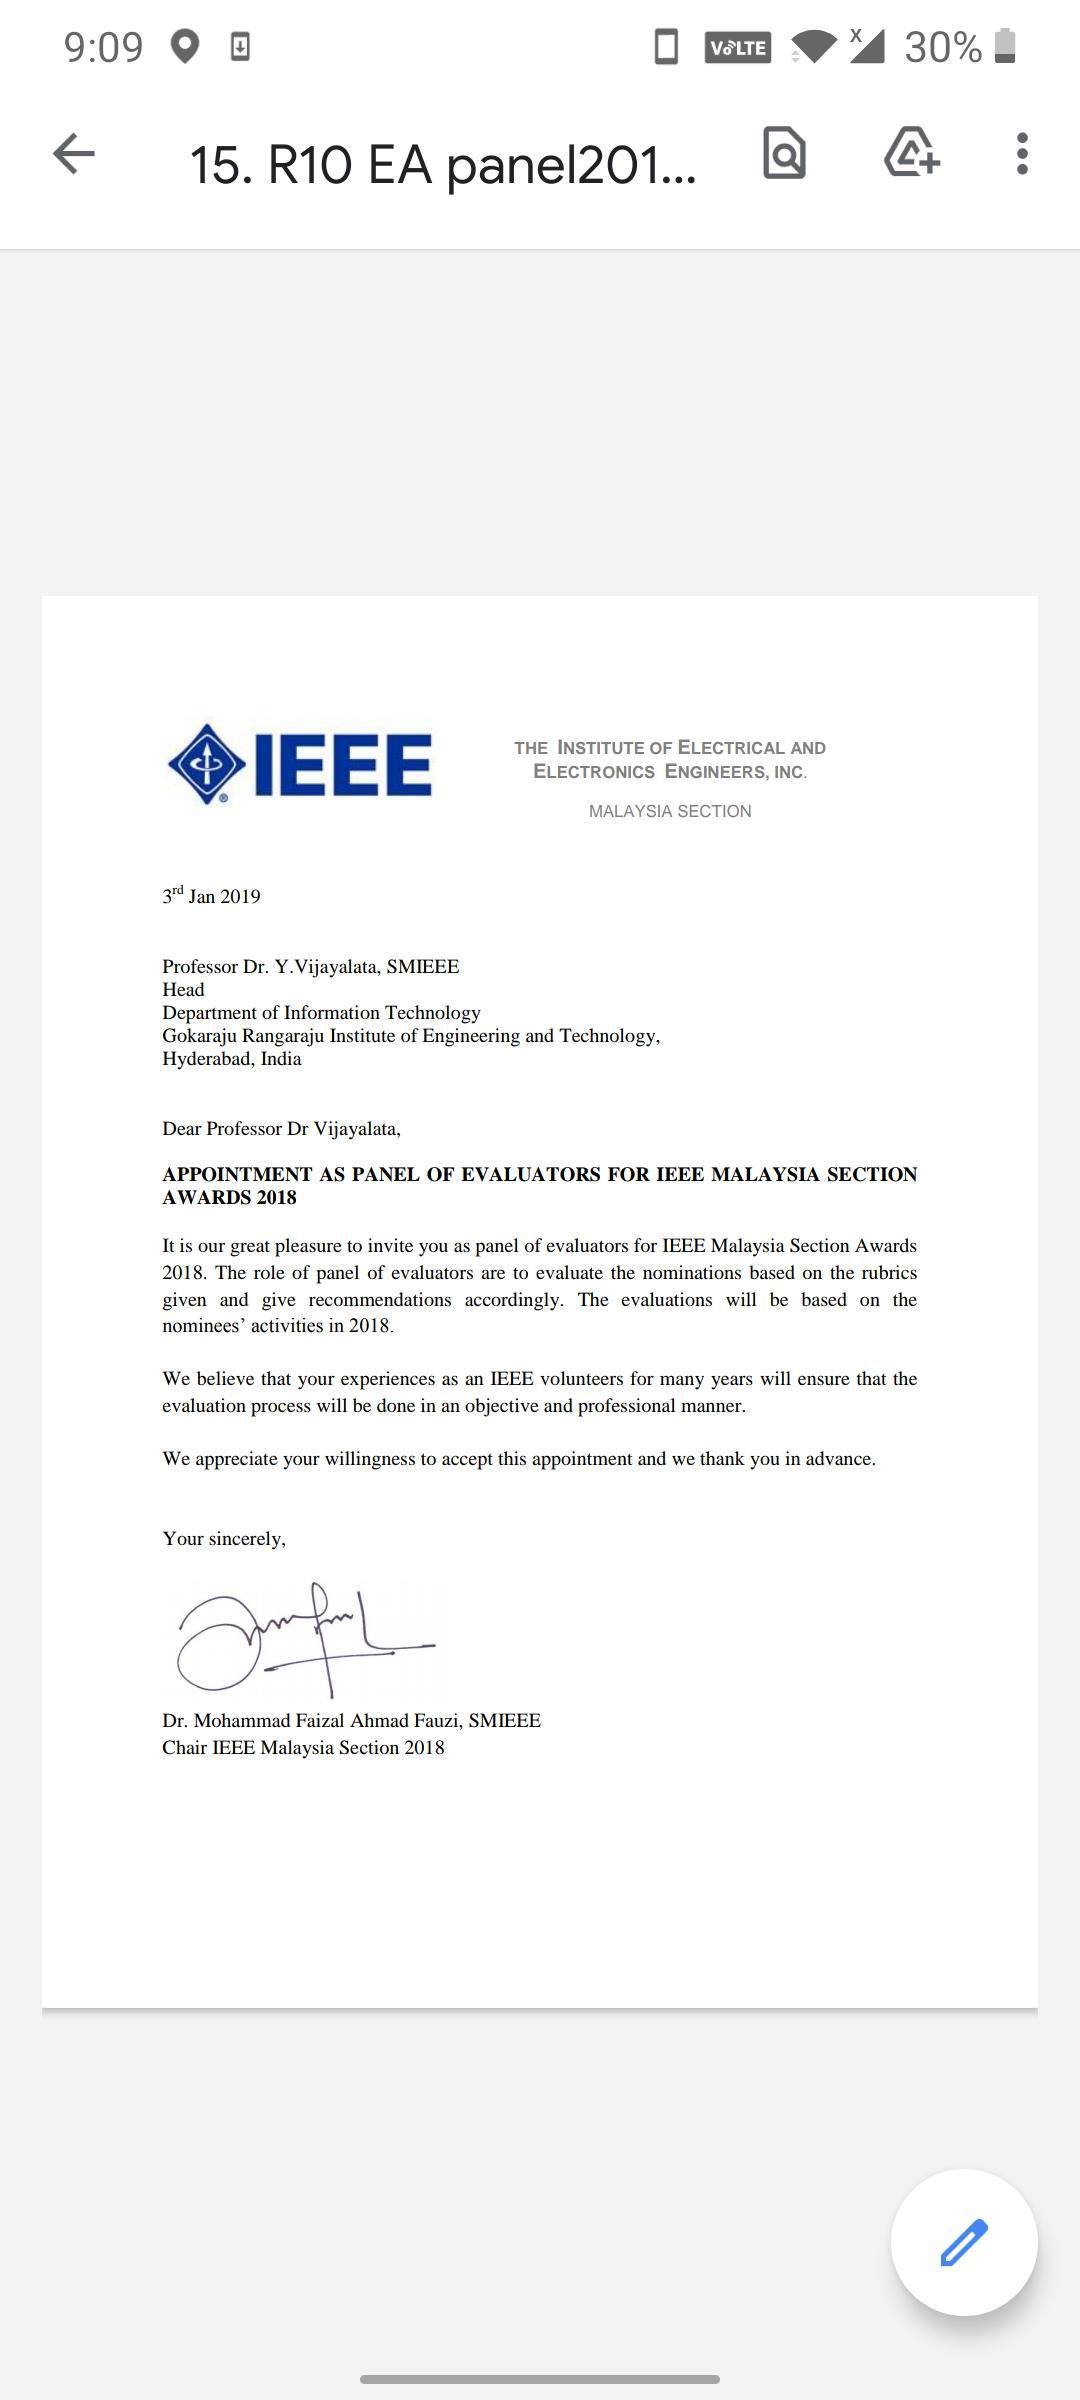 9:09 VoLTE X 30%
15. R10 EA panel201...
IEEE
THE INSTITUTE OF ELECTRICAL AND
ELECTRONICS ENGINEERS, INC.
MALAYSIA SECTION
3rd Jan 2019
Professor Dr. Y.Vijayalata, SMIEEE
Head
Department of Information Technology
Gokaraju Rangaraju Institute of Engineering and Technology,
Hyderabad, India
Dear Professor Dr Vijayalata,
APPOINTMENT AS PANEL OF EVALUATORS FOR IEEE MALAYSIA SECTION
AWARDS 2018
It is our great pleasure to invite you as panel of evaluators for IEEE Malaysia Section Awards
2018. The role of panel of evaluators are to evaluate the nominations based on the rubrics
given and give recommendations accordingly. The evaluations will be based on the
nominees’ activities in 2018.
We believe that your experiences as an IEEE volunteers for many years will ensure that the
evaluation process will be done in an objective and professional manner.
We appreciate your willingness to accept this appointment and we thank you in advance.
Your sincerely,
Dr. Mohammad Faizal Ahmad Fauzi, SMIEEE
Chair IEEE Malaysia Section 2018